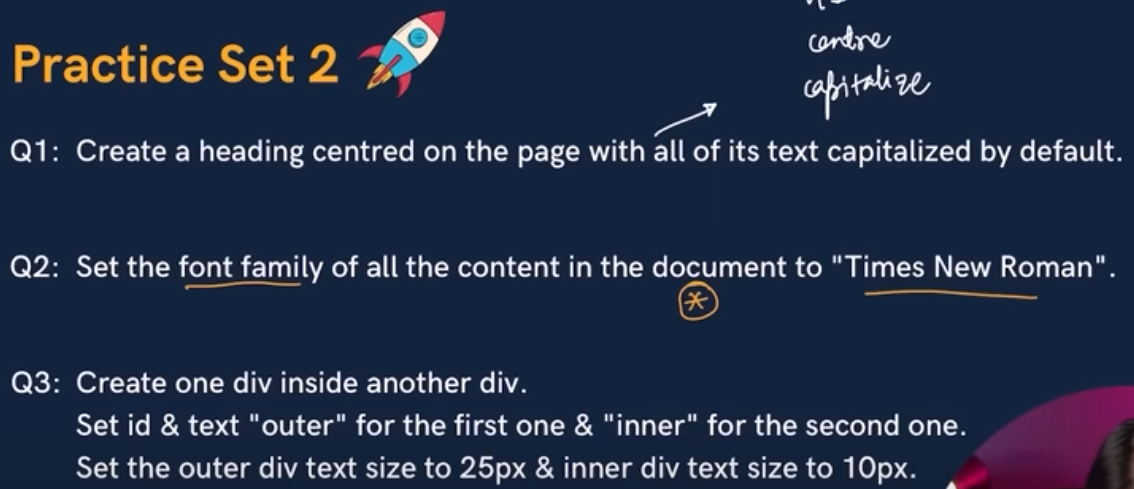 centre
Practice Set 2
capitalize
Q1: Create a heading centred on the page with all of its text capitalized by default.
Q2: Set the font family of all the content in the document to "Times New Roman".
*
Q3: Create one div inside another div.
Set id & text "outer" for the first one & "inner" for the second one.
Set the outer div text size to 25px & inner div text size to 10px.